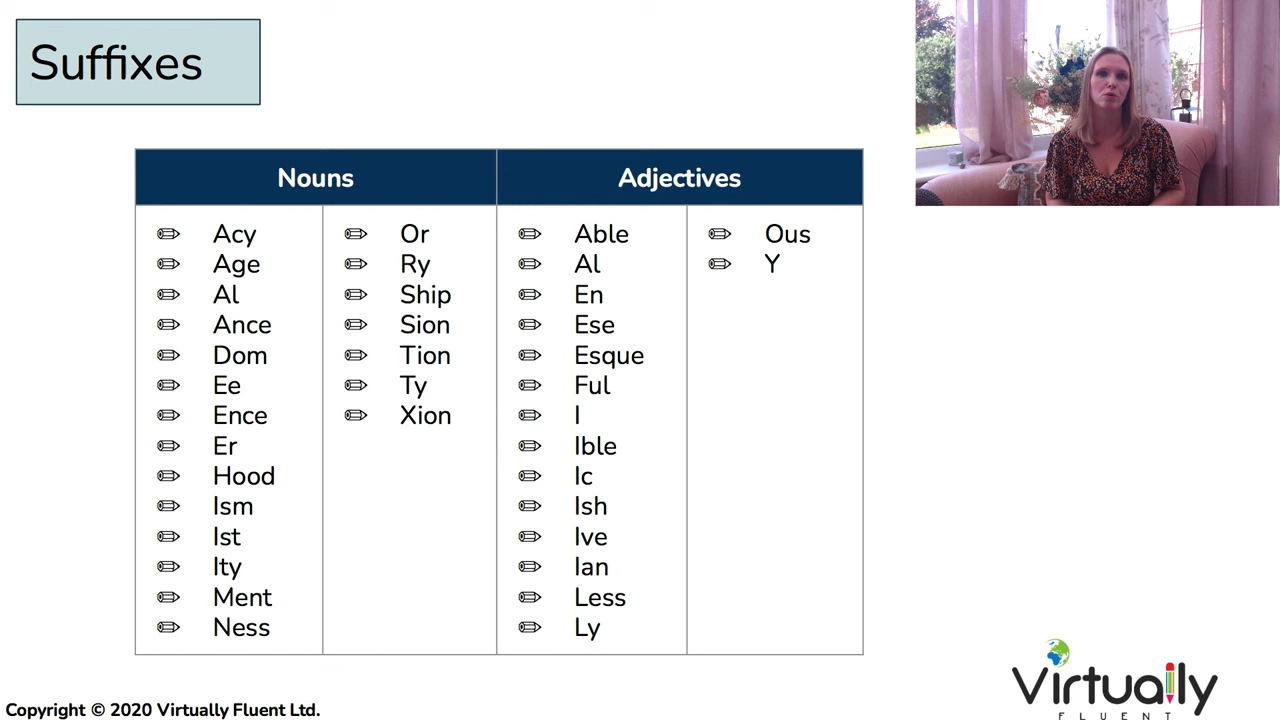 Suffixes
Nouns
Adjectives
Acy
Age
Al
Ance
Dom
Ee
Ence
Er
Hood
Ism
Ist
Ity
Ment
Ness
Or
Ry
Ship
Sion
Tion
Ty
Xion
Able
Al
En
Ese
Esque
Ful
I
Ible
Ic
Ish
Ive
Ian
Less
Ly
Ous
Y
Virtually
FLUENT
Copyright © 2020 Virtually Fluent Ltd.